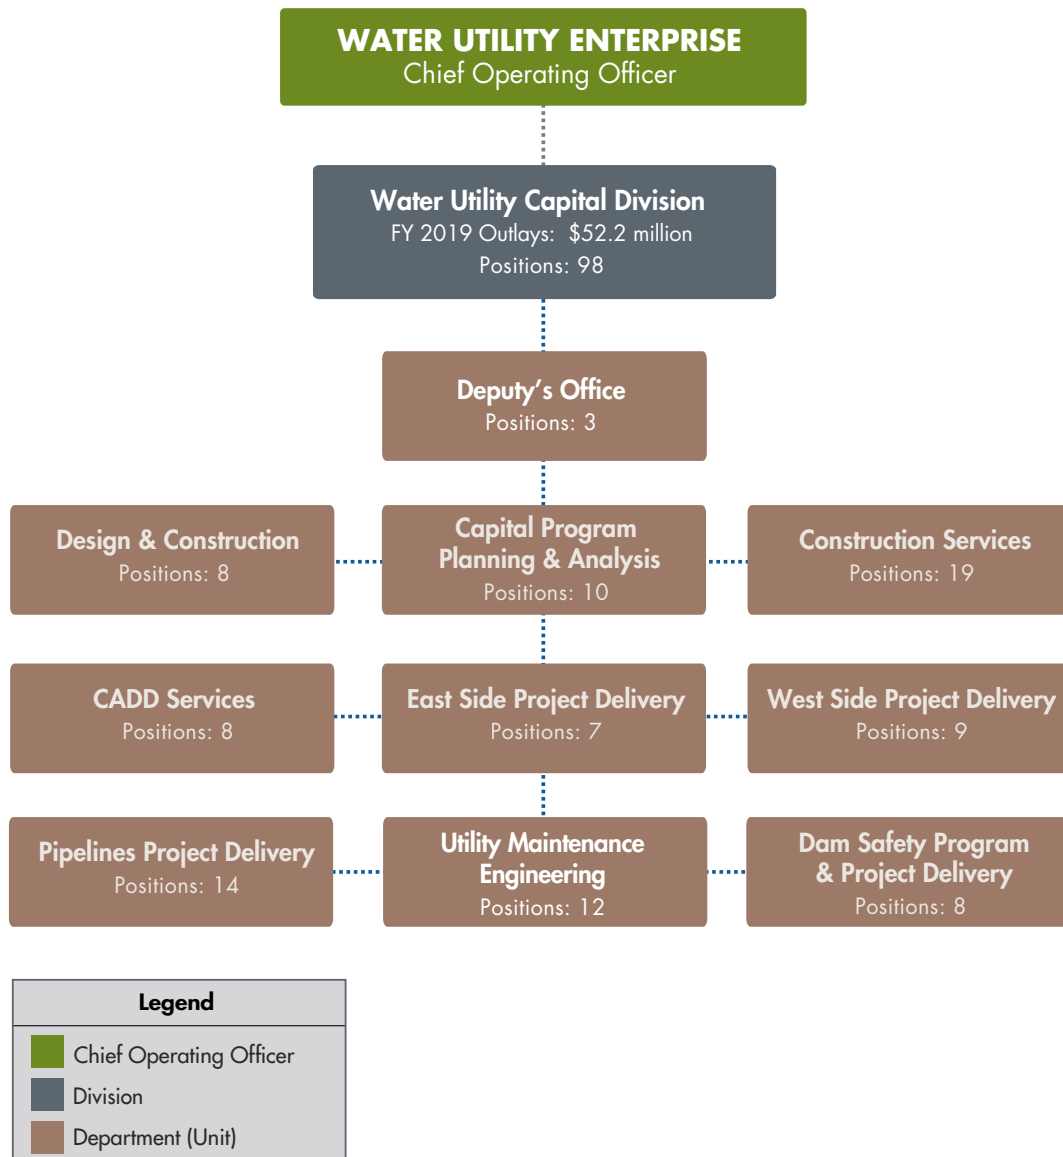 WATER UTILITY ENTERPRISE
Chief Operating Officer
Water Utility Capital Division
FY 2019 Outlays: $52.2 million
Positions: 98
Deputy’s Office
Positions: 3
Design & Construction
Positions: 8
Capital Program
Planning & Analysis
Positions: 10
Construction Services
Positions: 19
CADD Services
Positions: 8
East Side Project Delivery
Positions: 7
West Side Project Delivery
Positions: 9
Pipelines Project Delivery
Positions: 14
Utility Maintenance
Engineering
Positions: 12
Dam Safety Program
& Project Delivery
Positions: 8
Legend
Chief Operating Officer
Division
Department (Unit)